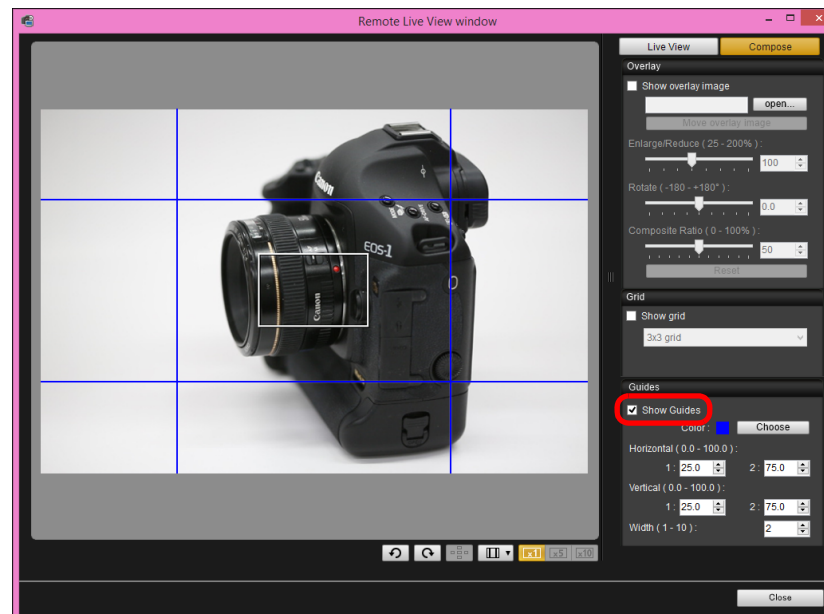 Remote Live View window
Live View Compose
Overlay
Show overlay image
open...
Move overlay image
Enlarge/Reduce ( 25 - 200% ) :
100
Rotate ( -180 - +180° ) :
0.0
Composite Ratio ( 0 - 100% ) :
50
Reset
Grid
Show grid
3x3 grid
Guides
Show Guides
Color : Choose
Horizontal ( 0.0 - 100.0 ) :
1 : 25.0 2 : 75.0
Vertical ( 0.0 - 100.0 ) :
1 : 25.0 2 : 75.0
Width ( 1 - 10 ) : 2
Canon
EOS-1
Canon
x1 x5 x10
Close